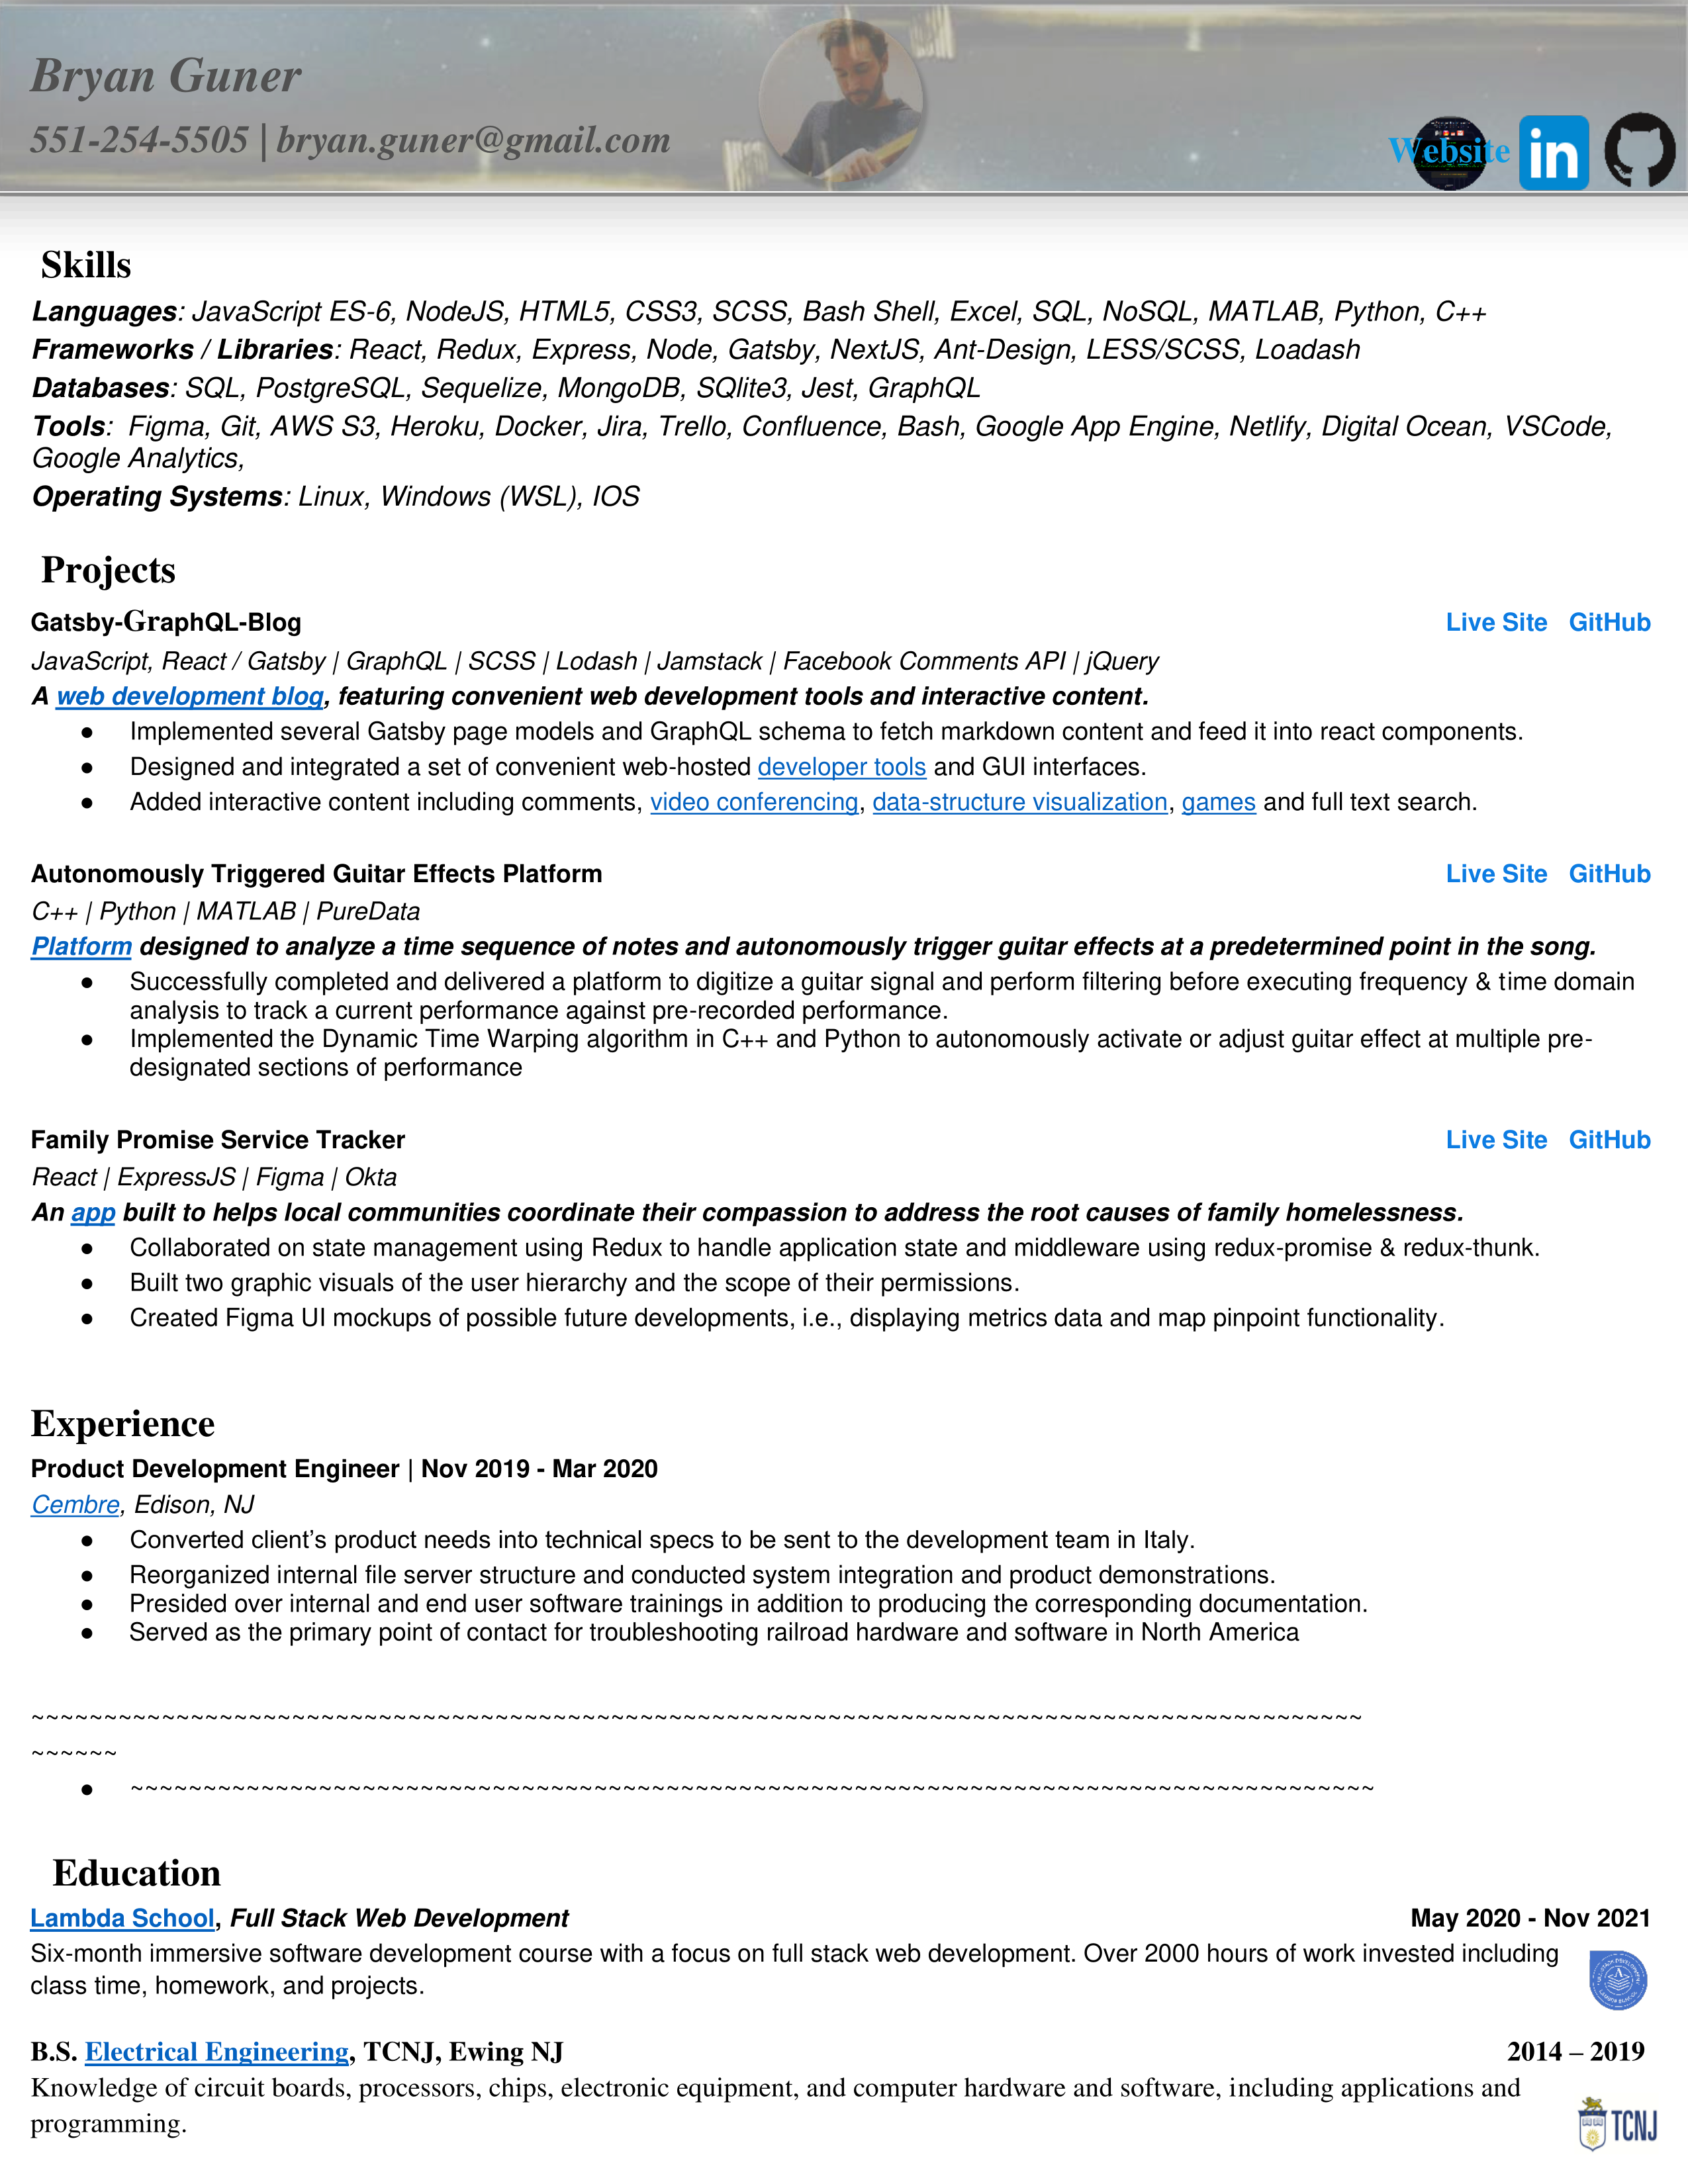 Bryan Guner
551-254-5505 | bryan.guner@gmail.com
Website in
Skills
Languages: JavaScript ES-6, NodeJS, HTML5, CSS3, SCSS, Bash Shell, Excel, SQL, NoSQL, MATLAB, Python, C++
Frameworks / Libraries: React, Redux, Express, Node, Gatsby, NextJS, Ant-Design, LESS/SCSS, Loadash
Databases: SQL, PostgreSQL, Sequelize, MongoDB, SQlite3, Jest, GraphQL
Tools: Figma, Git, AWS S3, Heroku, Docker, Jira, Trello, Confluence, Bash, Google App Engine, Netlify, Digital Ocean, VSCode,
Google Analytics,
Operating Systems: Linux, Windows (WSL), IOS
Projects
Gatsby-GraphQL-Blog Live Site GitHub
JavaScript, React / Gatsby | GraphQL | SCSS | Lodash | Jamstack | Facebook Comments API | jQuery
A web development blog, featuring convenient web development tools and interactive content.
● Implemented several Gatsby page models and GraphQL schema to fetch markdown content and feed it into react components.
● Designed and integrated a set of convenient web-hosted developer tools and GUI interfaces.
● Added interactive content including comments, video conferencing, data-structure visualization, games and full text search.
Autonomously Triggered Guitar Effects Platform Live Site GitHub
C++ | Python | MATLAB | PureData
Platform designed to analyze a time sequence of notes and autonomously trigger guitar effects at a predetermined point in the song.
● Successfully completed and delivered a platform to digitize a guitar signal and perform filtering before executing frequency & time domain
analysis to track a current performance against pre-recorded performance.
● Implemented the Dynamic Time Warping algorithm in C++ and Python to autonomously activate or adjust guitar effect at multiple pre-
designated sections of performance
Family Promise Service Tracker Live Site GitHub
React | ExpressJS | Figma | Okta
An app built to helps local communities coordinate their compassion to address the root causes of family homelessness.
● Collaborated on state management using Redux to handle application state and middleware using redux-promise & redux-thunk.
● Built two graphic visuals of the user hierarchy and the scope of their permissions.
● Created Figma UI mockups of possible future developments, i.e., displaying metrics data and map pinpoint functionality.
Experience
Product Development Engineer | Nov 2019 - Mar 2020
Cembre, Edison, NJ
● Converted client’s product needs into technical specs to be sent to the development team in Italy.
● Reorganized internal file server structure and conducted system integration and product demonstrations.
● Presided over internal and end user software trainings in addition to producing the corresponding documentation.
● Served as the primary point of contact for troubleshooting railroad hardware and software in North America
~~~~~~~~~~~~~~~~~~~~~~~~~~~~~~~~~~~~~~~~~~~~~~~~~~~~~~~~~~~~~~~~~~~~~~~~~~~~~~~~~~~~~~~~~~~~
~~~~~~
● ~~~~~~~~~~~~~~~~~~~~~~~~~~~~~~~~~~~~~~~~~~~~~~~~~~~~~~~~~~~~~~~~~~~~~~~~~~~~~~~~~~~~~~
Education
Lambda School, Full Stack Web Development May 2020 - Nov 2021
Six-month immersive software development course with a focus on full stack web development. Over 2000 hours of work invested including
class time, homework, and projects.
B.S. Electrical Engineering, TCNJ, Ewing NJ 2014 – 2019
Knowledge of circuit boards, processors, chips, electronic equipment, and computer hardware and software, including applications and
programming.
TCNJ